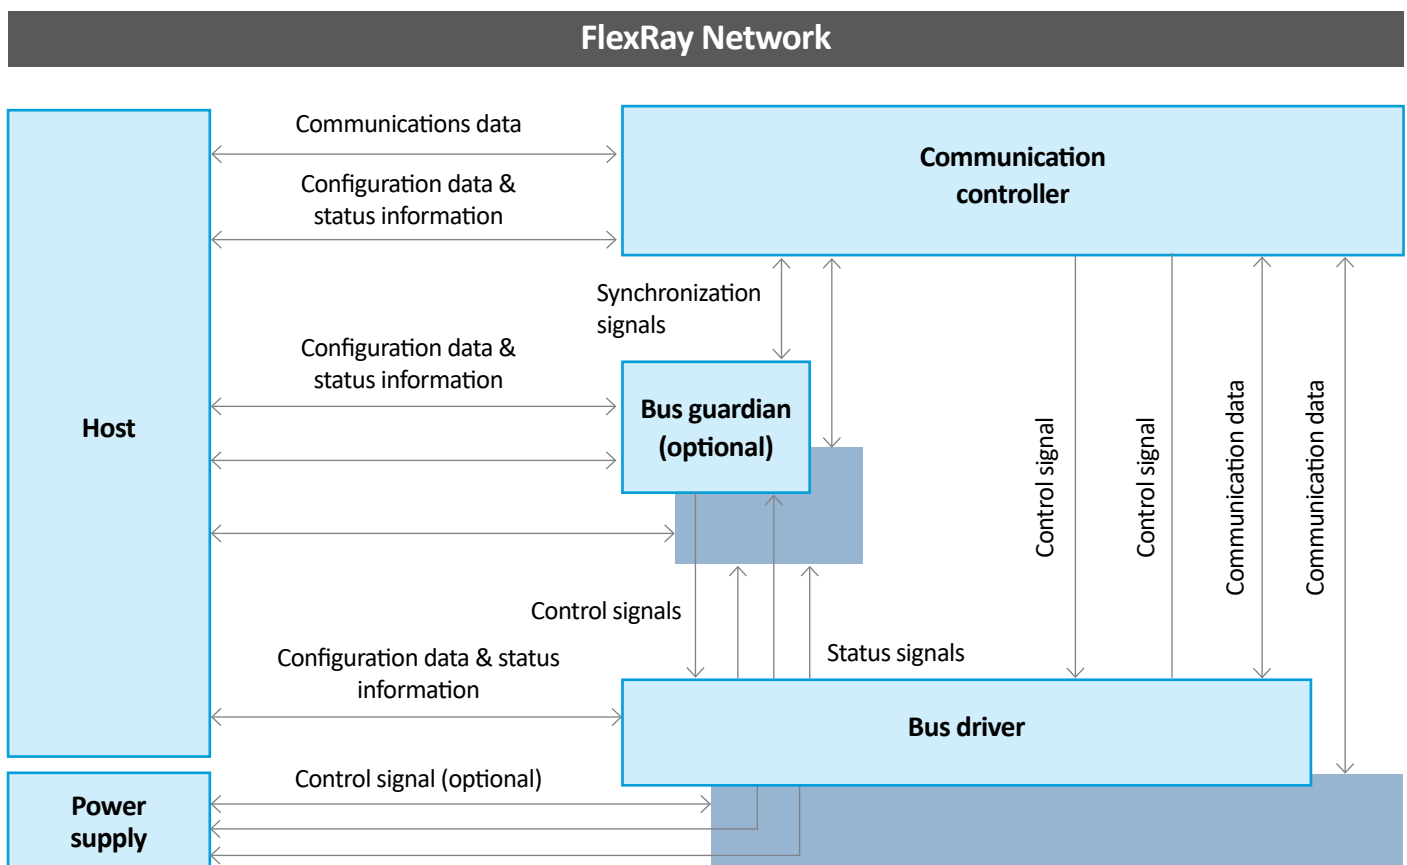 FlexRay Network
Communications data
Communication
controller
Configuration data &
status information
Synchronization
signals
Configuration data &
status information
Host
Bus guardian
(optional)
Control signal
Control signal
Communication data
Communication data
Control signals
Configuration data & status
information
Status signals
Bus driver
Control signal (optional)
Power
supply